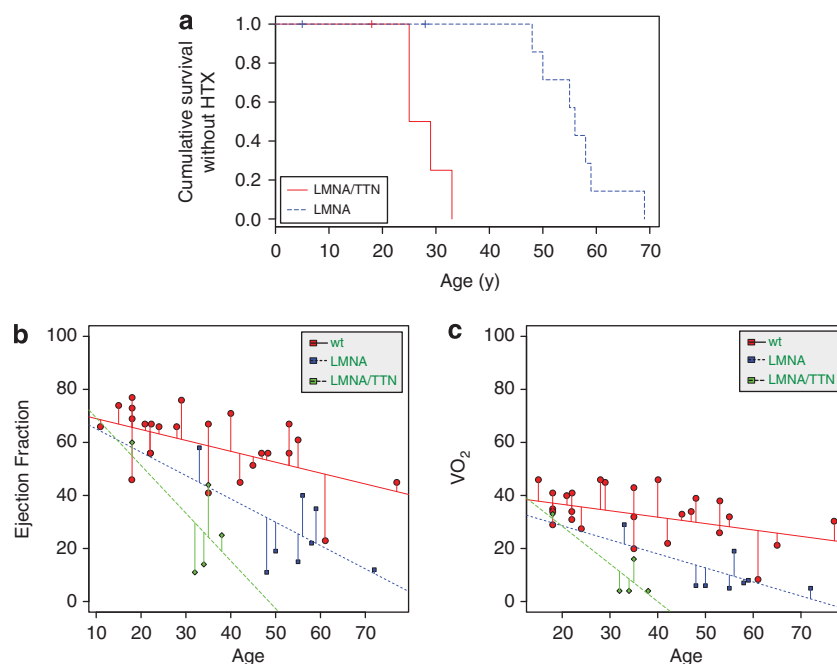 a
Cumulative survival
without HTX
1.0
0.8
0.6
0.4
0.2
0.0
LMNA/TTN
LMNA
0 10 20 30 40 50 60 70
Age (y)
b
Ejection Fraction
100
80
60
40
20
0
wt
LMNA
LMNA/TTN
10 20 30 40 50 60 70
Age
c
VO2
100
80
60
40
20
0
wt
LMNA
LMNA/TTN
20 30 40 50 60 70
Age